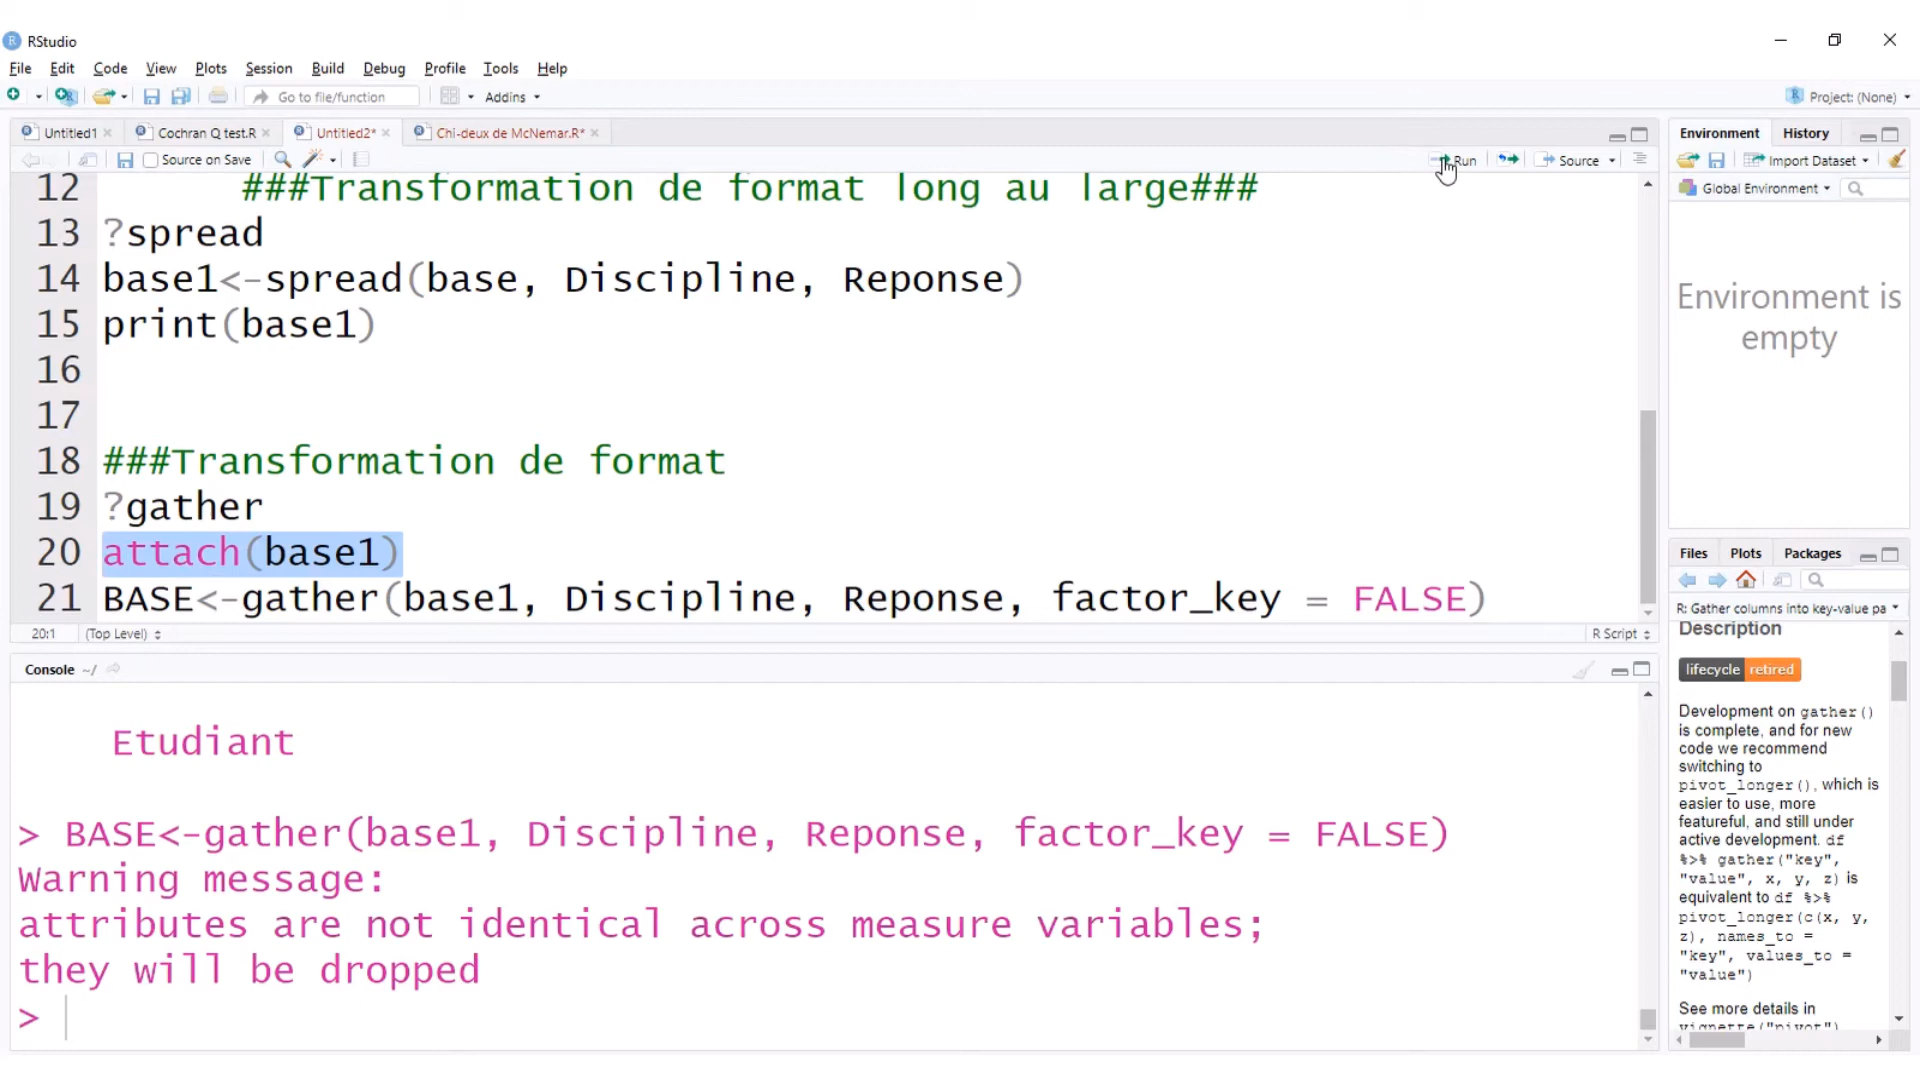 RStudio
File Edit Code View Plots Session Build Debug Profile Tools Help
Go to file/function Addins Project: (None)
Untitled1 Cochran Q test.R Untitled2* Chi-deux de McNemar.R*
Source on Save Run Source
12 ###Transformation de format long au large###
13 ?spread
14 base1<-spread(base, Discipline, Reponse)
15 print(base1)
16
17
18 ###Transformation de format
19 ?gather
20 attach(base1)
21 BASE<-gather(base1, Discipline, Reponse, factor_key = FALSE)
20:1 (Top Level) R Script
Console ~/
Etudiant
> BASE<-gather(base1, Discipline, Reponse, factor_key = FALSE)
Warning message:
attributes are not identical across measure variables;
they will be dropped
>
Environment History
Import Dataset
Global Environment
Environment is
empty
Files Plots Packages
R: Gather columns into key-value pa
Description
lifecycle retired
Development on gather()
is complete, and for new
code we recommend
switching to
pivot_longer(), which is
easier to use, more
featureful, and still under
active development. df
%>% gather("key",
"value", x, y, z) is
equivalent to df %>%
pivot_longer(c(x, y,
z), names_to =
"key", values_to =
"value")
See more details in
vignette("pivot")